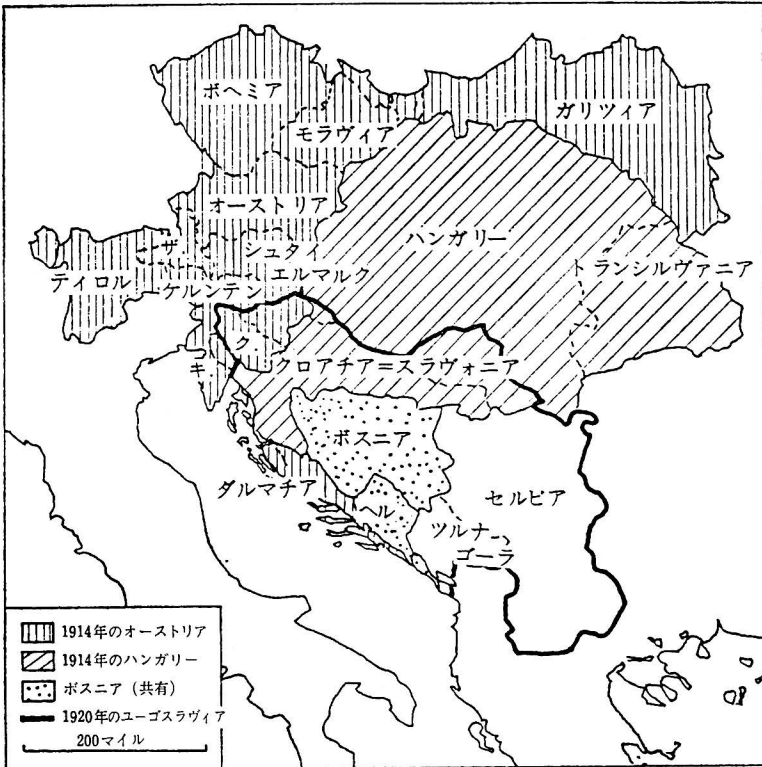 ボヘミア
ガリツィア
モラヴィア
オーストリア
ハンガリー
ザ
シュタイ
エルマルク
ティロル
ケルンテン
トランシルヴァニア
ク
キ
クロアチア=スラヴォニア
ボスニア
ダルマチア
ヘル
セルビア
ツルナ
ゴーラ
1914年のオーストリア
1914年のハンガリー
ボスニア（共有）
1920年のユーゴスラヴィア
200マイル